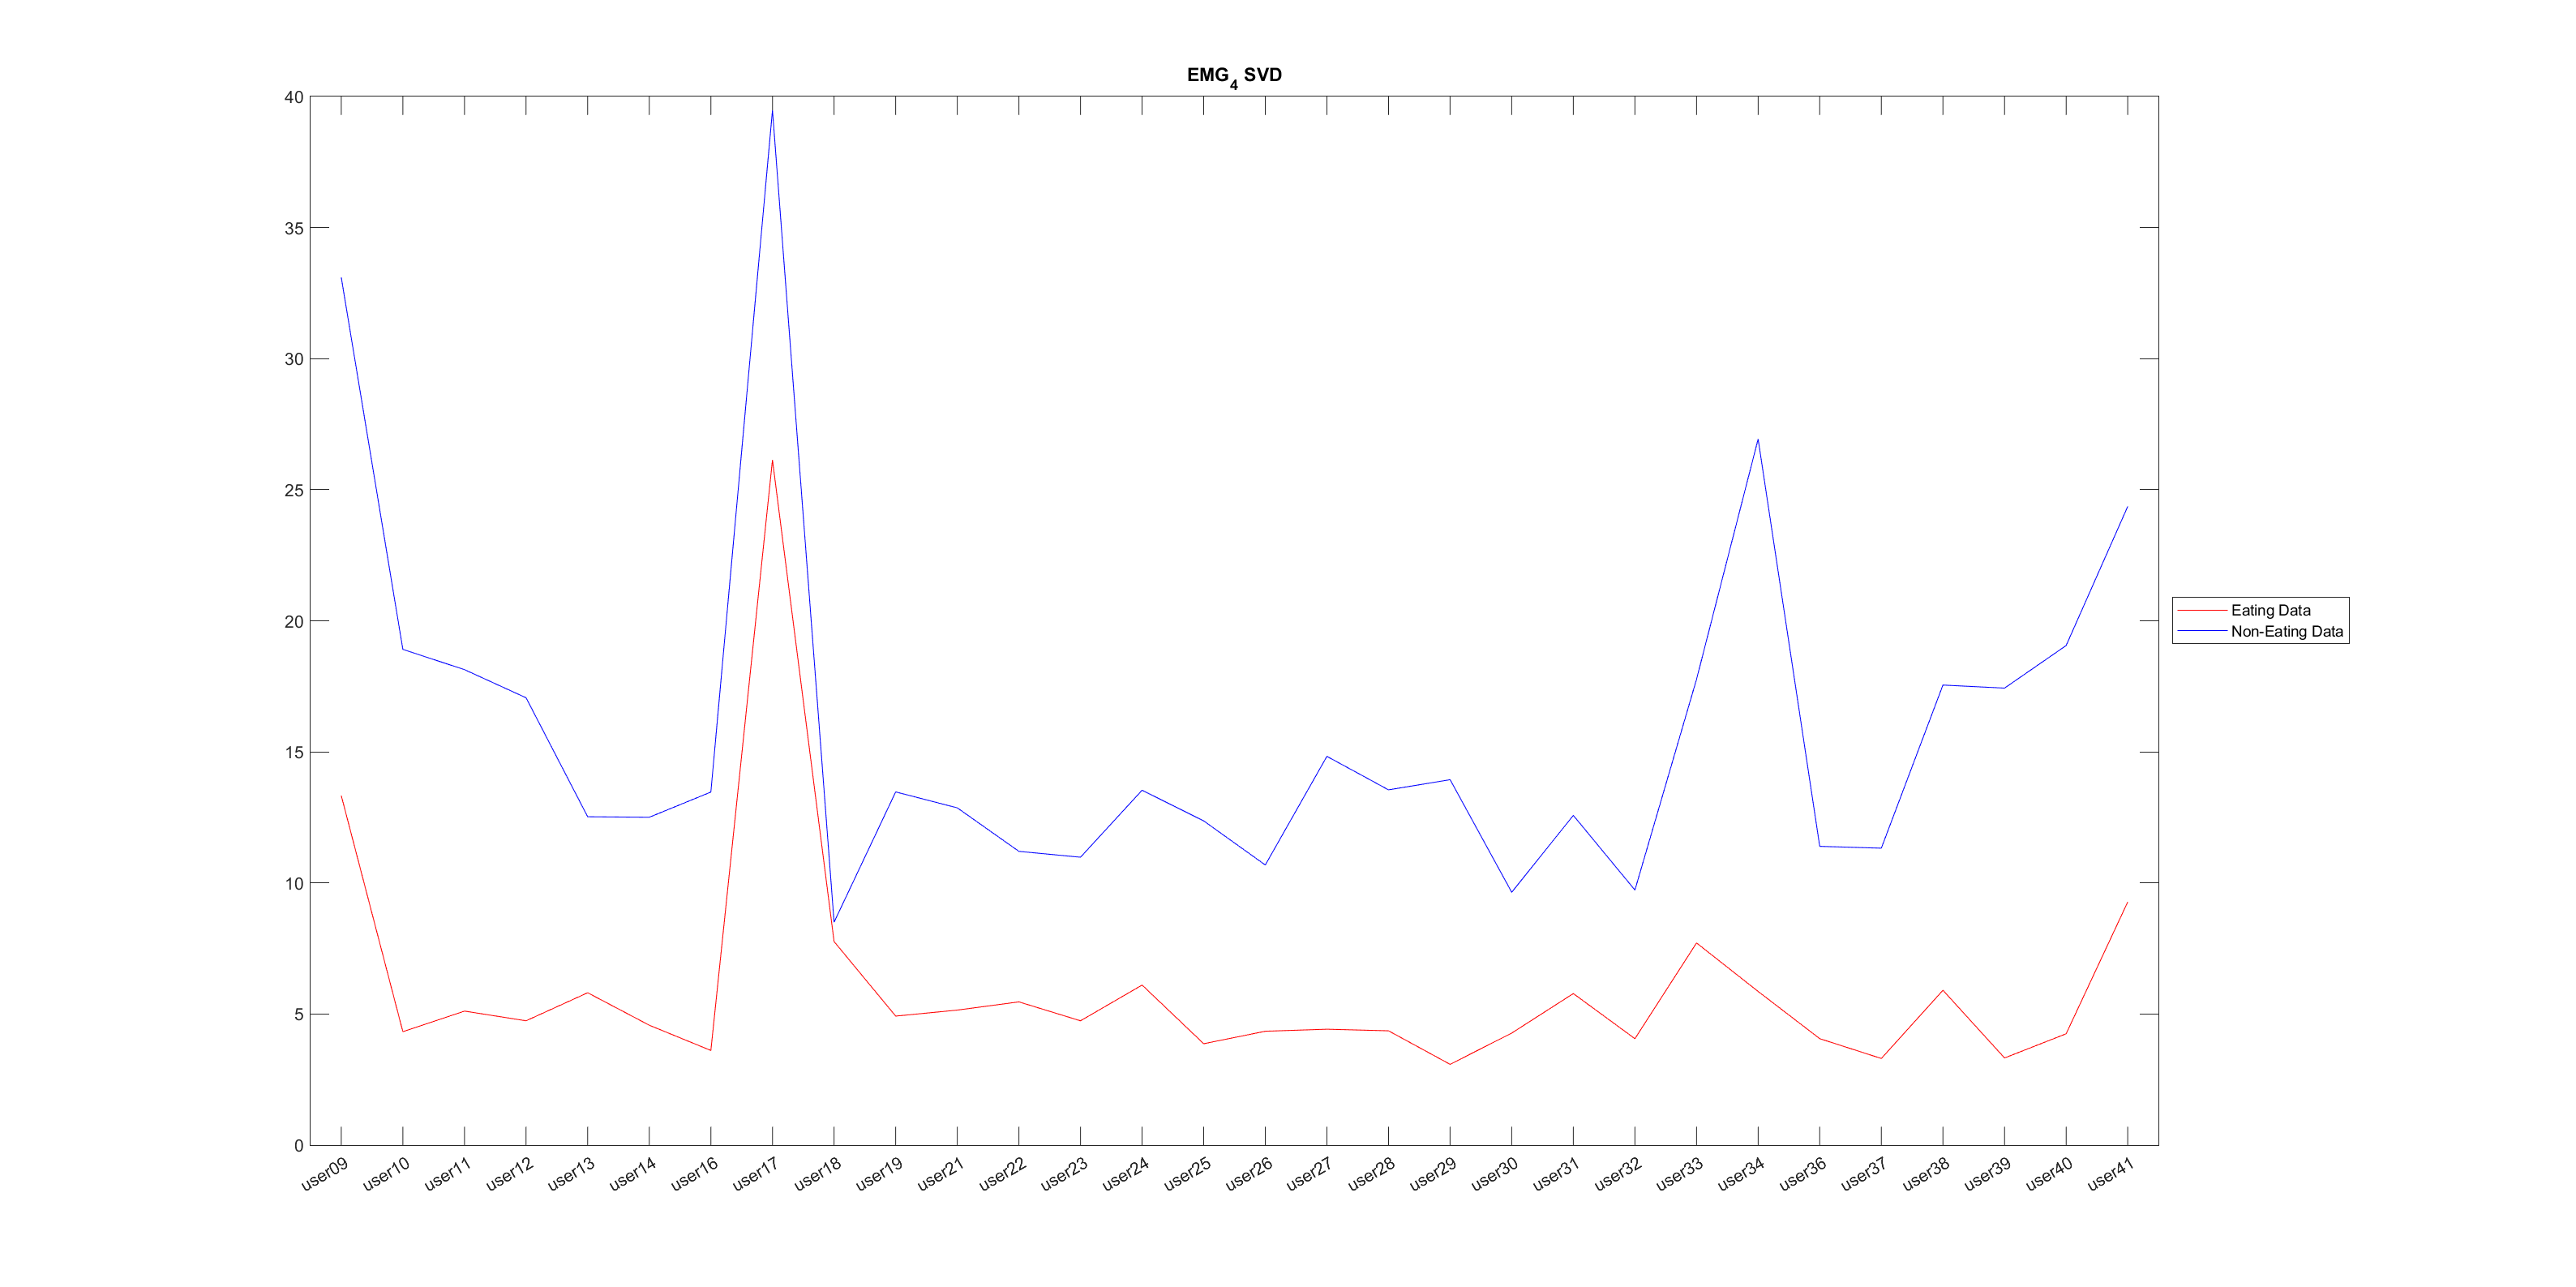 EMG4 SVD
40
35
30
25
20
15
10
5
0
user09 user10 user11 user12 user13 user14 user16 user17 user18 user19 user21 user22 user23 user24 user25 user26 user27 user28 user29 user30 user31 user32 user33 user34 user36 user37 user38 user39 user40 user41
Eating Data
Non-Eating Data